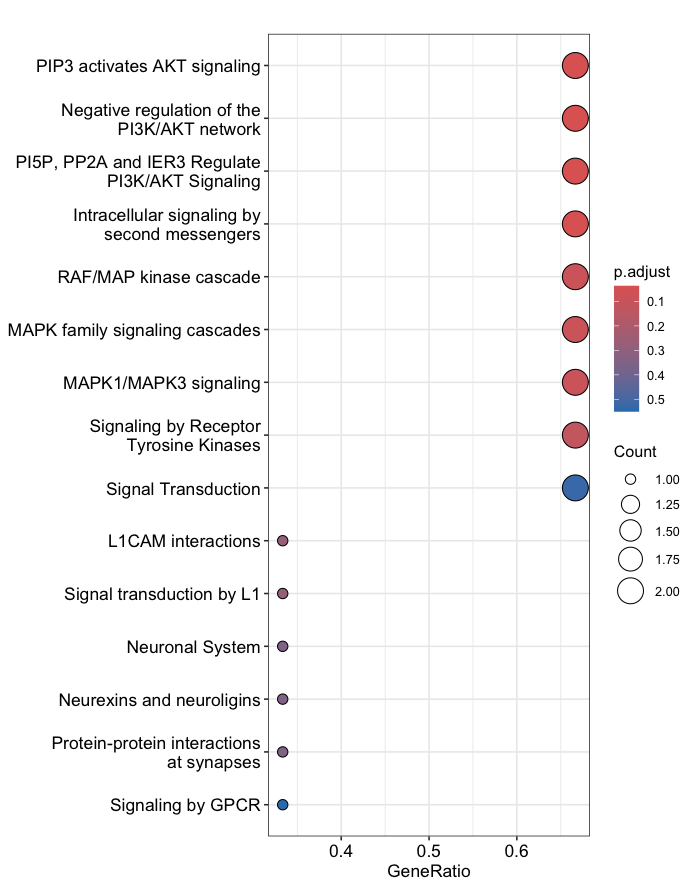 PIP3 activates AKT signaling
Negative regulation of the
PI3K/AKT network
PI5P, PP2A and IER3 Regulate
PI3K/AKT Signaling
Intracellular signaling by
second messengers
RAF/MAP kinase cascade
MAPK family signaling cascades
MAPK1/MAPK3 signaling
Signaling by Receptor
Tyrosine Kinases
Signal Transduction
L1CAM interactions
Signal transduction by L1
Neuronal System
Neurexins and neuroligins
Protein-protein interactions
at synapses
Signaling by GPCR
0.4 0.5 0.6
GeneRatio
p.adjust
0.1
0.2
0.3
0.4
0.5
Count
1.00
1.25
1.50
1.75
2.00